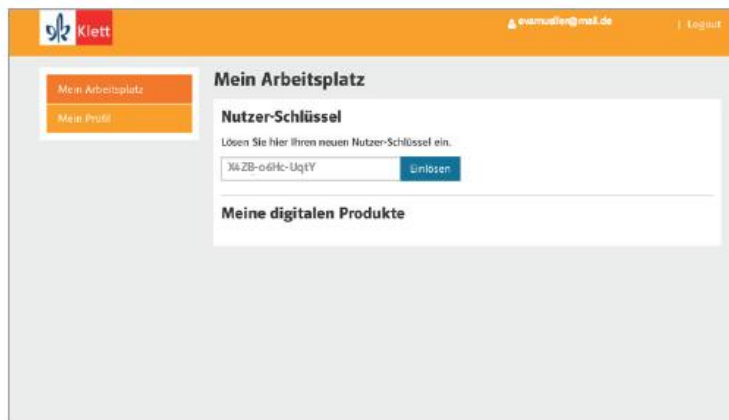 Klett
evamueller@mail.de
| Logout
Mein Arbeitsplatz
Mein Profil
Mein Arbeitsplatz
Nutzer-Schlüssel
Lösen Sie hier Ihren neuen Nutzer-Schlüssel ein.
X4ZB-o6Hc-UqtY
Einlösen
Meine digitalen Produkte